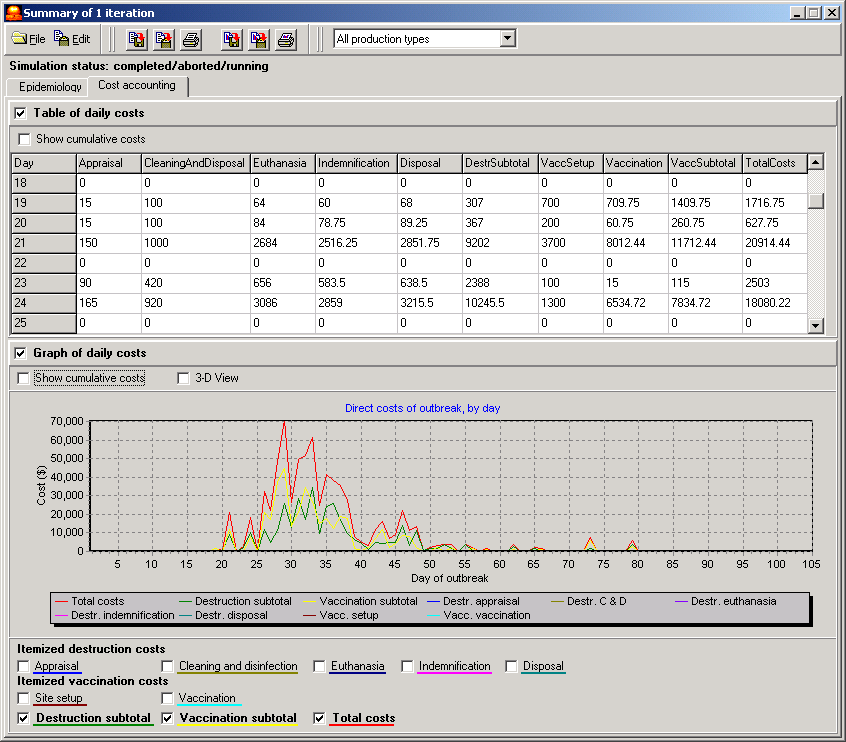 Summary of 1 iteration
File Edit All production types
Simulation status: completed/aborted/running
Epidemiology Cost accounting
Table of daily costs
Show cumulative costs
Day Appraisal CleaningAndDisposal Euthanasia Indemnification Disposal DestrSubtotal VaccSetup Vaccination VaccSubtotal TotalCosts
18 0 0 0 0 0 0 0 0 0 0
19 15 100 64 60 68 307 700 709.75 1409.75 1716.75
20 15 100 84 78.75 89.25 367 200 60.75 260.75 627.75
21 150 1000 2684 2516.25 2851.75 9202 3700 8012.44 11712.44 20914.44
22 0 0 0 0 0 0 0 0 0 0
23 90 420 656 583.5 638.5 2388 100 15 115 2503
24 165 920 3086 2859 3215.5 10245.5 1300 6534.72 7834.72 18080.22
25 0 0 0 0 0 0 0 0 0 0
Graph of daily costs
Show cumulative costs 3-D View
Direct costs of outbreak, by day
Cost ($)
70,000
60,000
50,000
40,000
30,000
20,000
10,000
0
5 10 15 20 25 30 35 40 45 50 55 60 65 70 75 80 85 90 95 100 105
Day of outbreak
Total costs Destruction subtotal Vaccination subtotal Destr. appraisal Destr. C & D Destr. euthanasia
Destr. indemnification Destr. disposal Vacc. setup Vacc. vaccination
Itemized destruction costs
Appraisal Cleaning and disinfection Euthanasia Indemnification Disposal
Itemized vaccination costs
Site setup Vaccination
Destruction subtotal Vaccination subtotal Total costs